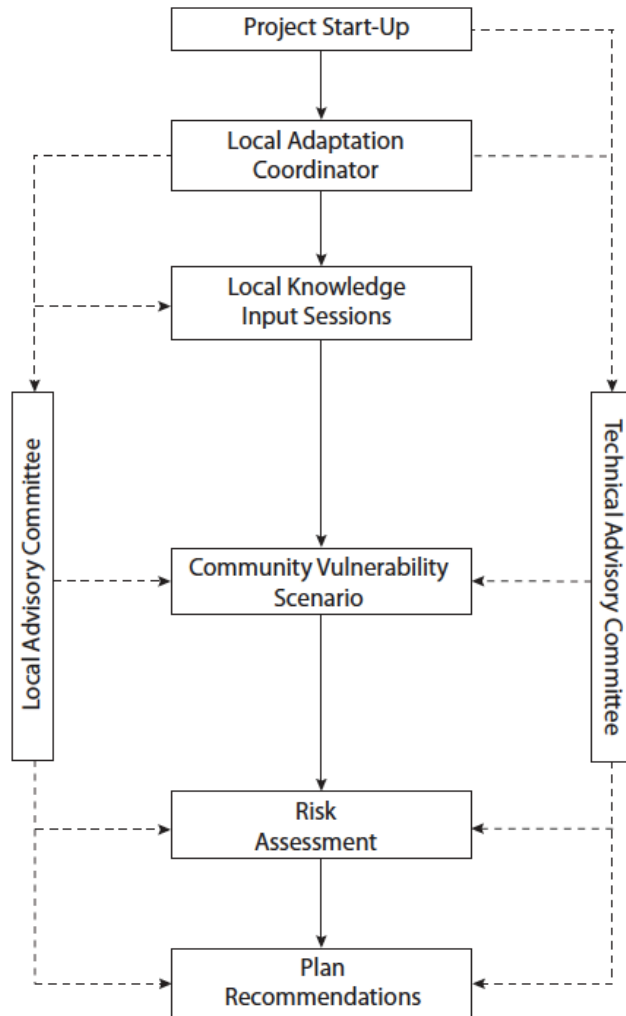 Project Start-Up
Local Adaptation
Coordinator
Local Knowledge
Input Sessions
Local Advisory Committee
Technical Advisory Committee
Community Vulnerability
Scenario
Risk
Assessment
Plan
Recommendations